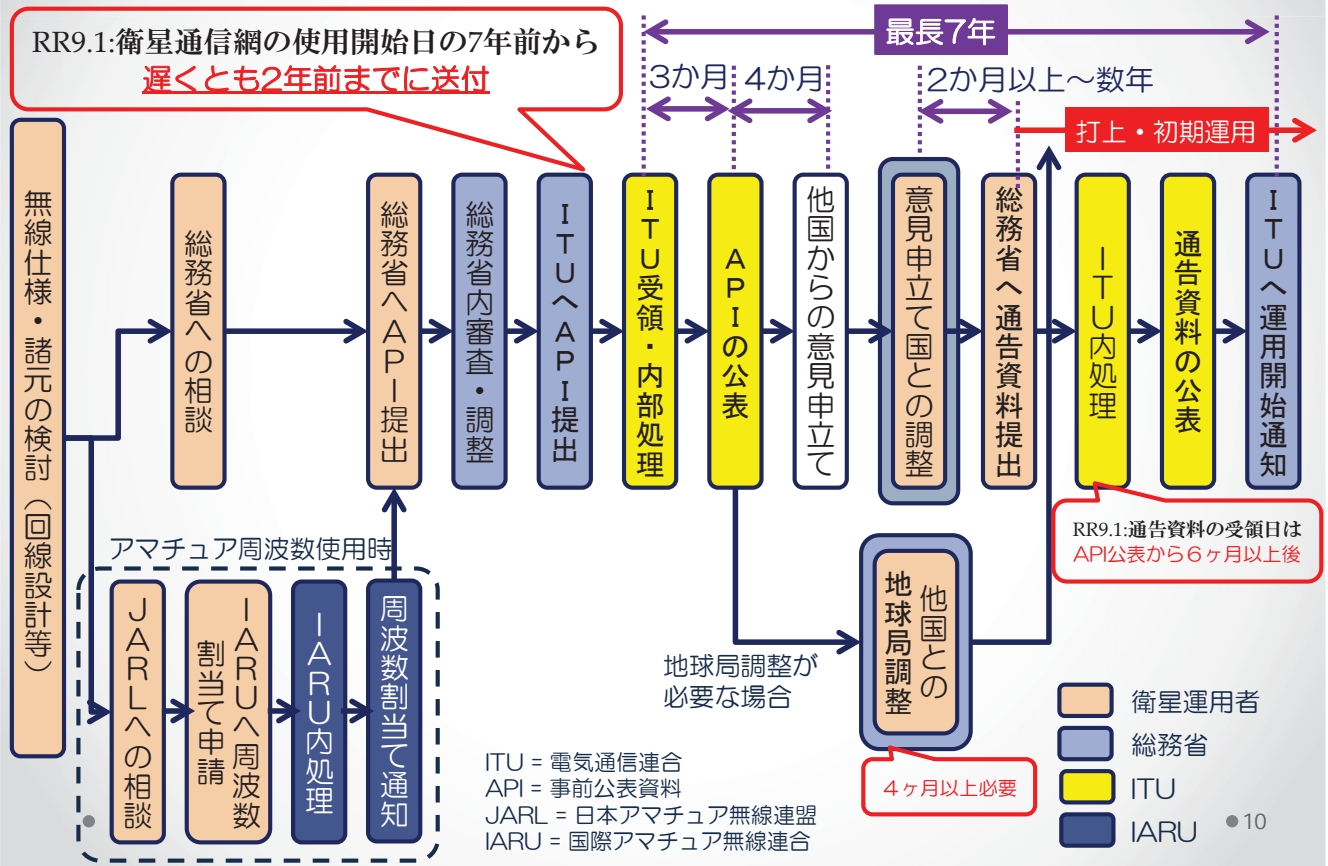 RR9.1:衛星通信網の使用開始日の7年前から
遅くとも2年前までに送付
最長7年
3か月
4か月
2か月以上～数年
打上・初期運用
無線仕様・諸元の検討（回線設計等）
総務省への相談
総務省へAPI提出
総務省内審査・調整
ITUへAPI提出
ITU受領・内部処理
APIの公表
他国からの意見申立て
意見申立て国との調整
総務省へ通告資料提出
ITU内処理
通告資料の公表
ITUへ運用開始通知
RR9.1:通告資料の受領日は
API公表から6ヶ月以上後
アマチュア周波数使用時
JARLへの相談
IARUへ周波数
割当て申請
IARU内処理
周波数割当て通知
地球局調整が
必要な場合
他国との
地球局調整
4ヶ月以上必要
ITU = 電気通信連合
API = 事前公表資料
JARL = 日本アマチュア無線連盟
IARU = 国際アマチュア無線連合
衛星運用者
総務省
ITU
IARU
10